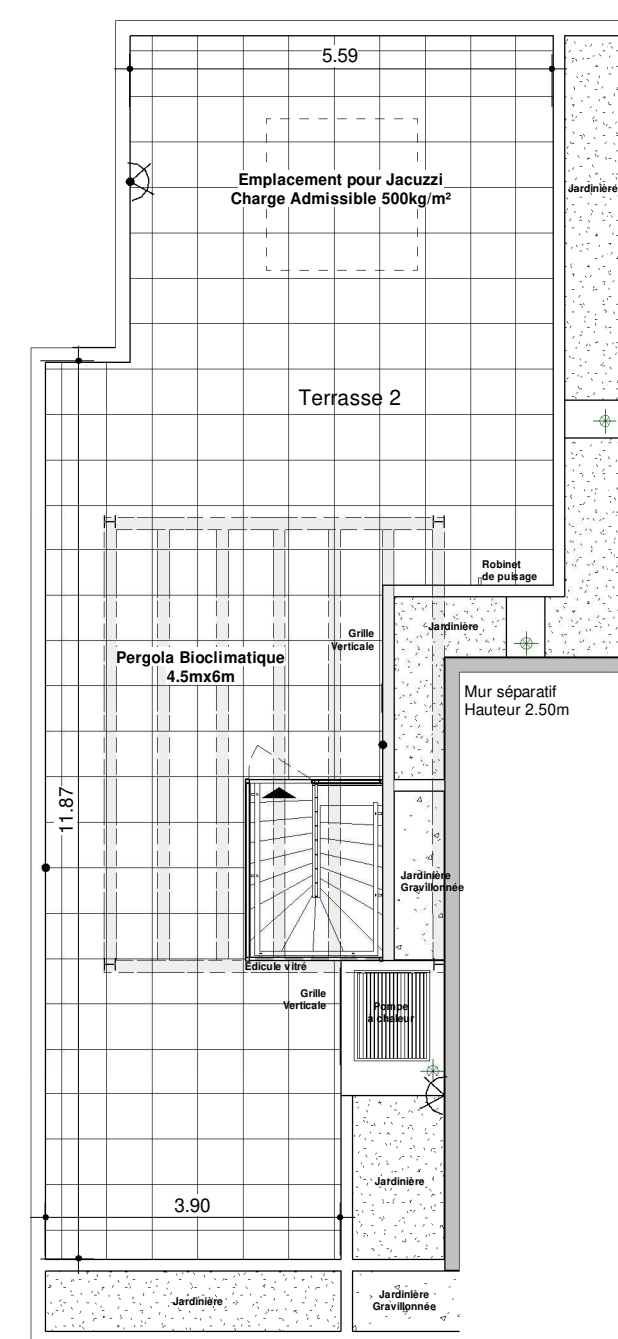 5.59
Emplacement pour Jacuzzi
Charge Admissible 500kg/m²
Jardinière
Terrasse 2
Robinet
de puisage
Jardinière
Grille
Verticale
Pergola Bioclimatique
4.5mx6m
Mur séparatif
Hauteur 2.50m
11.87
Jardinière
Gravillonnée
Edicule vitré
Grille
Verticale
Pompe
à chaleur
Jardinière
3.90
Jardinière
Jardinière
Gravillonnée